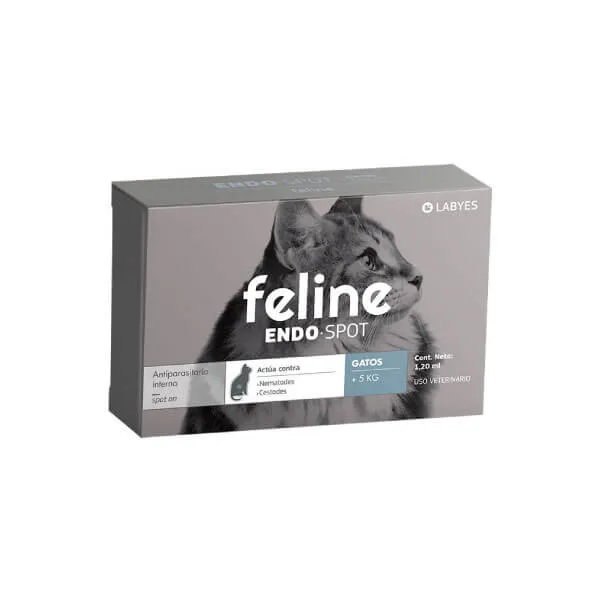 ENDO·SPOT
feline
LABYES
feline
ENDO·SPOT
Antiparasitario
interno
spot on
Actúa contra
•Nematodes
•Cestodes
GATOS
+ 5 KG
Cont. Neto:
1,20 ml
USO VETERINARIO